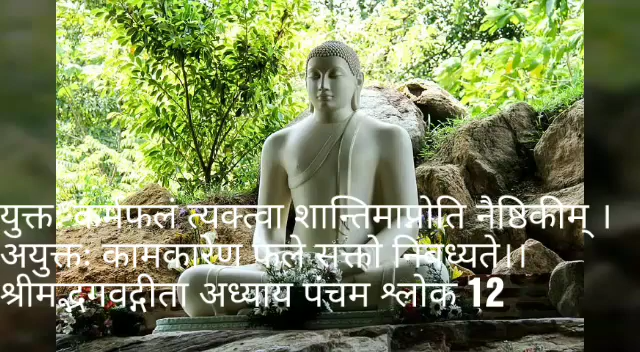 युक्तः कर्मफलं त्यक्त्वा शान्तिमाप्नोति नैष्ठिकीम् ।
अयुक्तः कामकारेण फले सक्तो निबध्यते।।
श्रीमद्भगवद्गीता अध्याय पंचम श्लोक 12